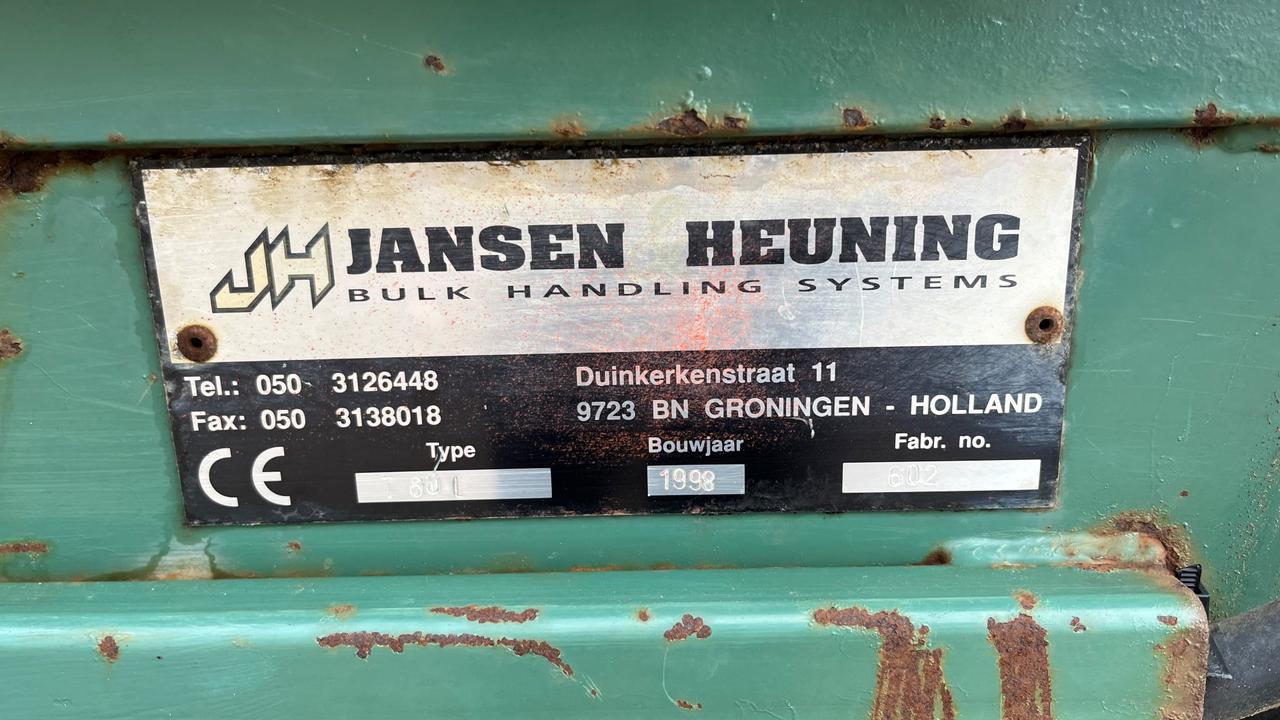 JH JANSEN HEUNING
BULK HANDLING SYSTEMS
Tel.: 050 3126448
Fax: 050 3138018
Duinkerkenstraat 11
9723 BN GRONINGEN - HOLLAND
CE
Type
Bouwjaar
1998
Fabr. no.
602